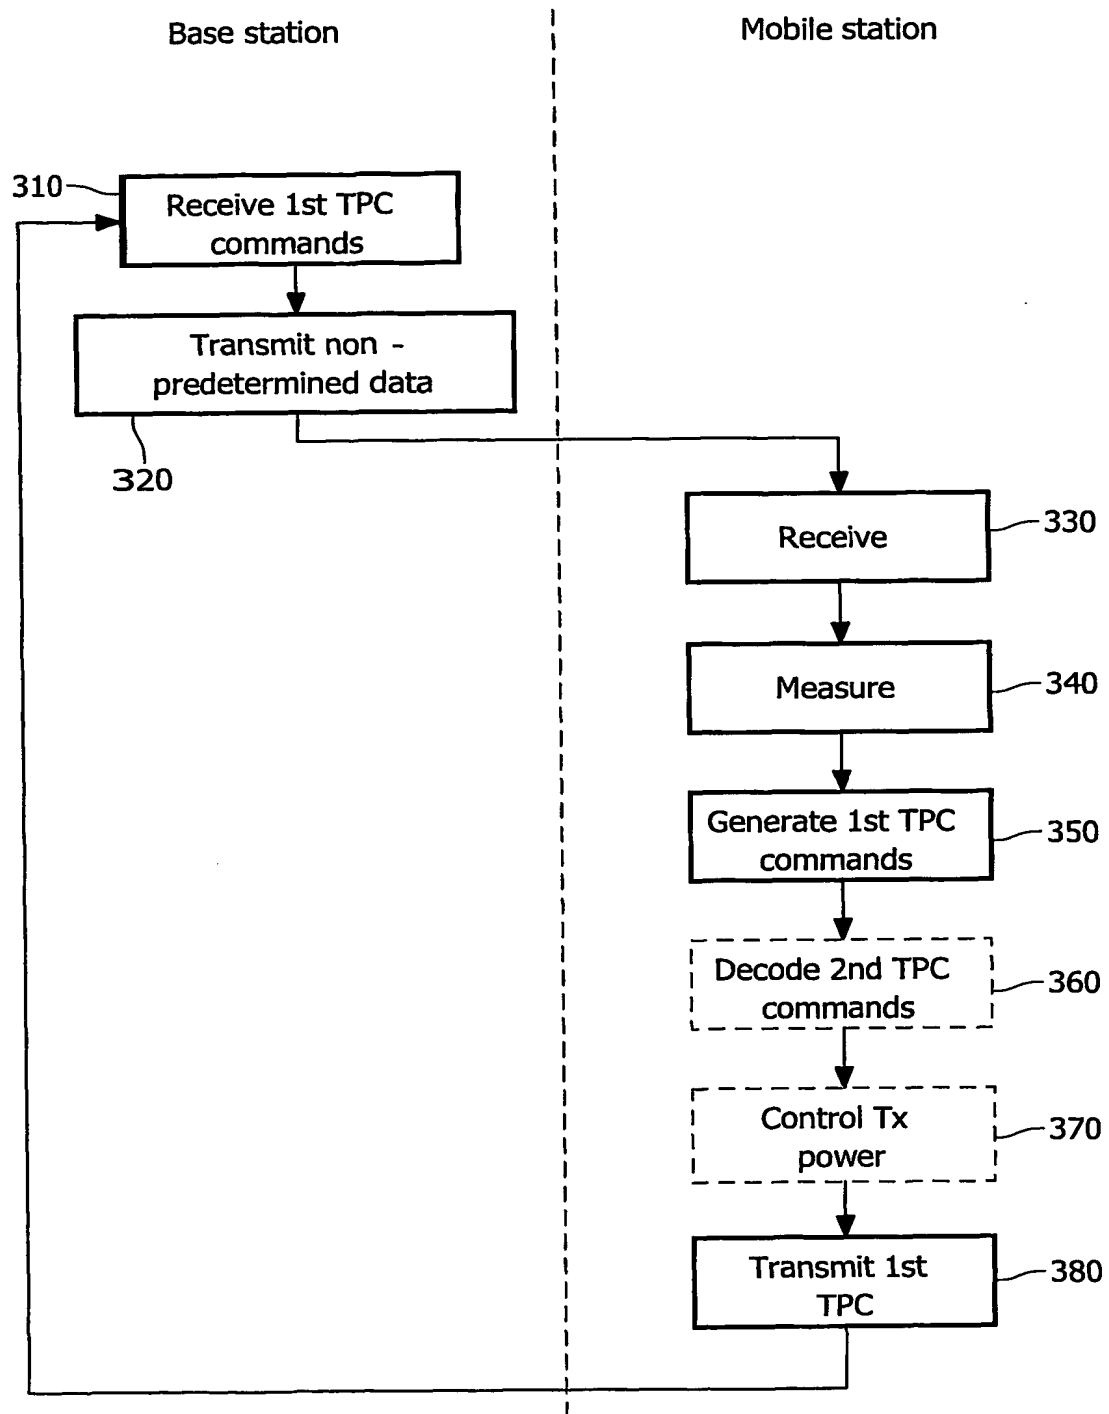 Base station
Mobile station
310
Receive 1st TPC
commands
Transmit non -
predetermined data
320
Receive
330
Measure
340
Generate 1st TPC
commands
350
Decode 2nd TPC
commands
360
Control Tx
power
370
Transmit 1st
TPC
380